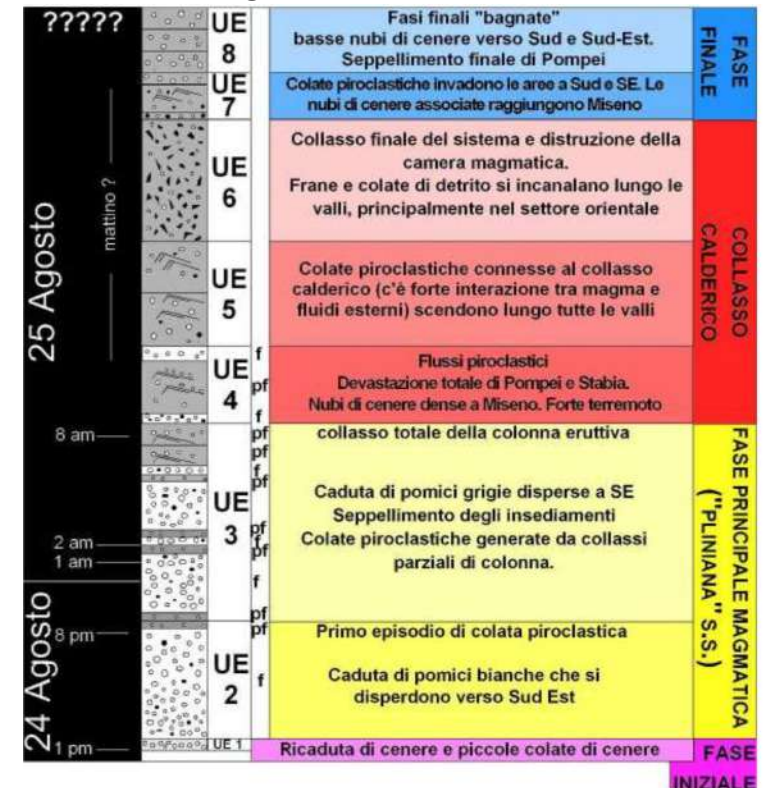 ?????
UE
8
Fasi finali "bagnate"
basse nubi di cenere verso Sud e Sud-Est.
Seppellimento finale di Pompei
FASE
FINALE
UE
7
Colate piroclastiche invadono le aree a Sud e SE. Le
nubi di cenere associate raggiungono Miseno
25 Agosto
mattino ?
UE
6
Collasso finale del sistema e distruzione della
camera magmatica.
Frane e colate di detrito si incanalano lungo le
valli, principalmente nel settore orientale
COLLASSO
CALDERICO
UE
5
Colate piroclastiche connesse al collasso
calderico (c'è forte interazione tra magma e
fluidi esterni) scendono lungo tutte le valli
UE
4
f
pf
f
Flussi piroclastici
Devastazione totale di Pompei e Stabia.
Nubi di cenere dense a Miseno. Forte terremoto
8 am
UE
3
pf
pf
f
pf
pf
f
pf
f
pf
collasso totale della colonna eruttiva
Caduta di pomici grigie disperse a SE
Seppellimento degli insediamenti
Colate piroclastiche generate da collassi
parziali di colonna.
FASE PRINCIPALE MAGMATICA
("PLINIANA" S.S.)
2 am
1 am
24 Agosto
8 pm
UE
2
pf
f
Primo episodio di colata piroclastica
Caduta di pomici bianche che si
disperdono verso Sud Est
1 pm
UE 1
Ricaduta di cenere e piccole colate di cenere
FASE
INIZIALE